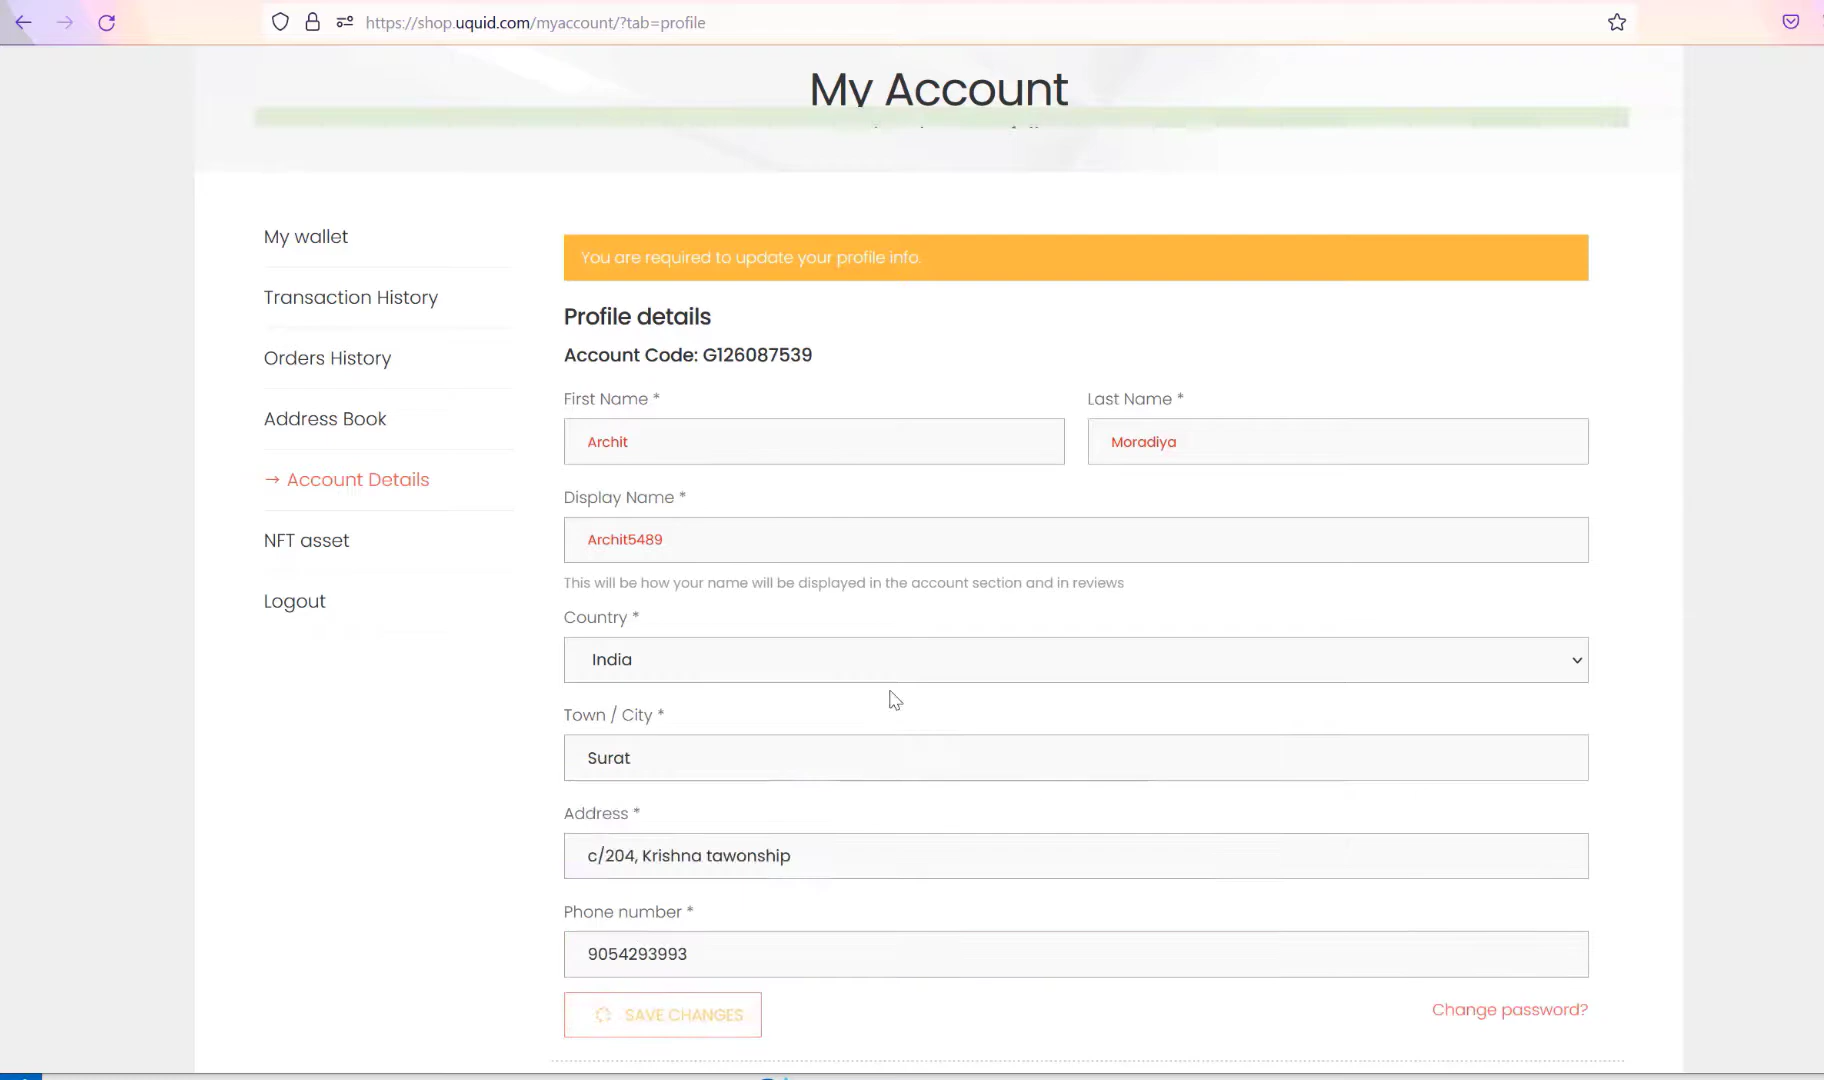 https://shop.uquid.com/myaccount/?tab=profile
My Account
My wallet
Transaction History
Orders History
Address Book
→ Account Details
NFT asset
Logout
You are required to update your profile info.
Profile details
Account Code: G126087539
First Name *
Last Name *
Archit
Moradiya
Display Name *
Archit5489
This will be how your name will be displayed in the account section and in reviews
Country *
India
Town / City *
Surat
Address *
c/204, Krishna tawonship
Phone number *
9054293993
SAVE CHANGES
Change password?